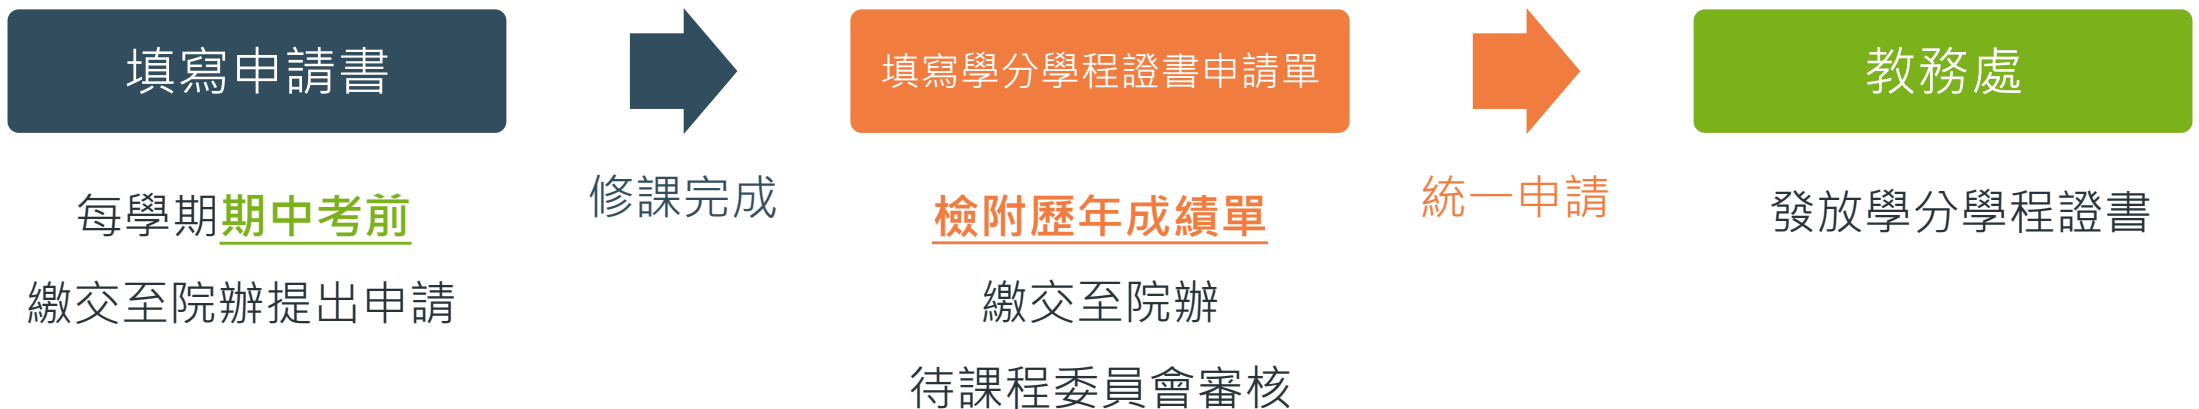 填寫申請書
每學期期中考前
繳交至院辦提出申請
修課完成
填寫學分學程證書申請單
檢附歷年成績單
繳交至院辦
待課程委員會審核
統一申請
教務處
發放學分學程證書